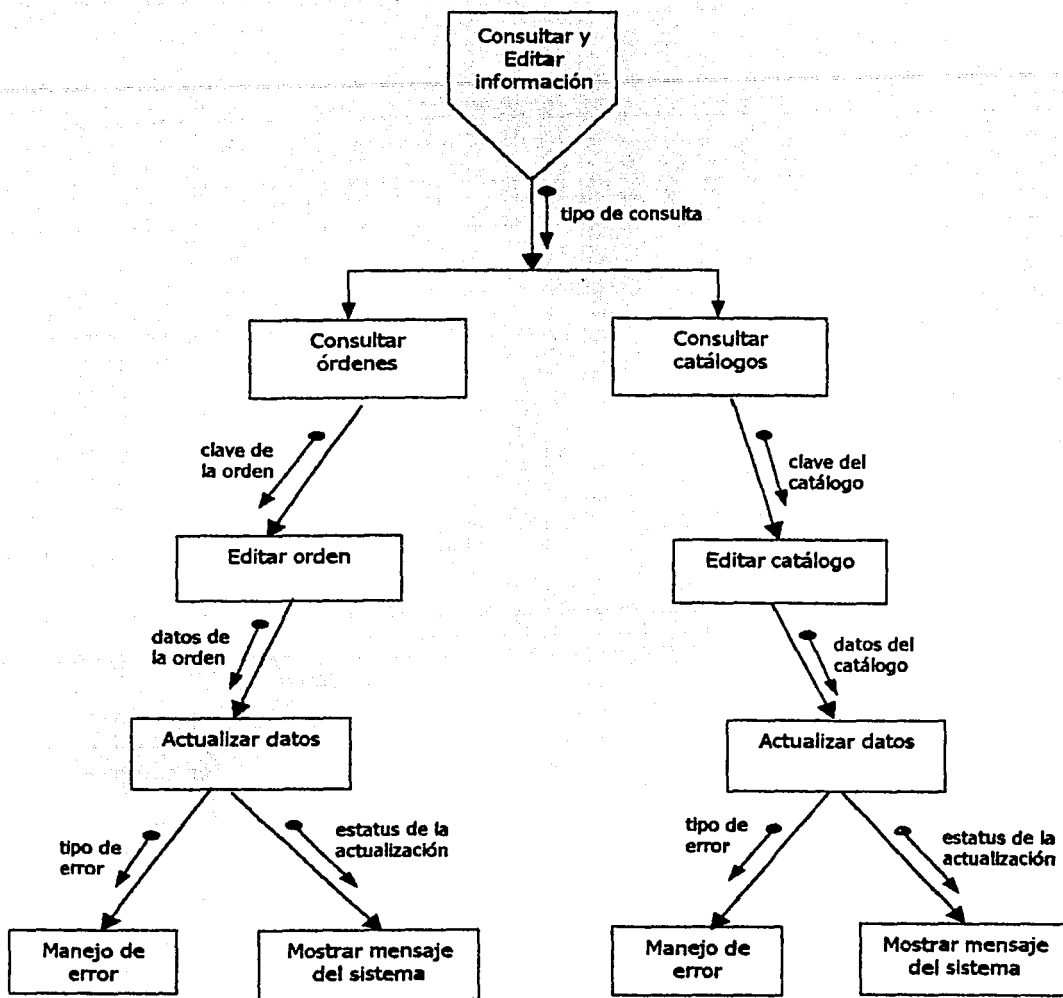 Consultar y
Editar
información
tipo de consulta
Consultar
órdenes
Consultar
catálogos
clave de
la orden
clave del
catálogo
Editar orden
Editar catálogo
datos de
la orden
datos del
catálogo
Actualizar datos
Actualizar datos
tipo de
error
estatus de la
actualización
tipo de
error
estatus de la
actualización
Manejo de
error
Mostrar mensaje
del sistema
Manejo de
error
Mostrar mensaje
del sistema